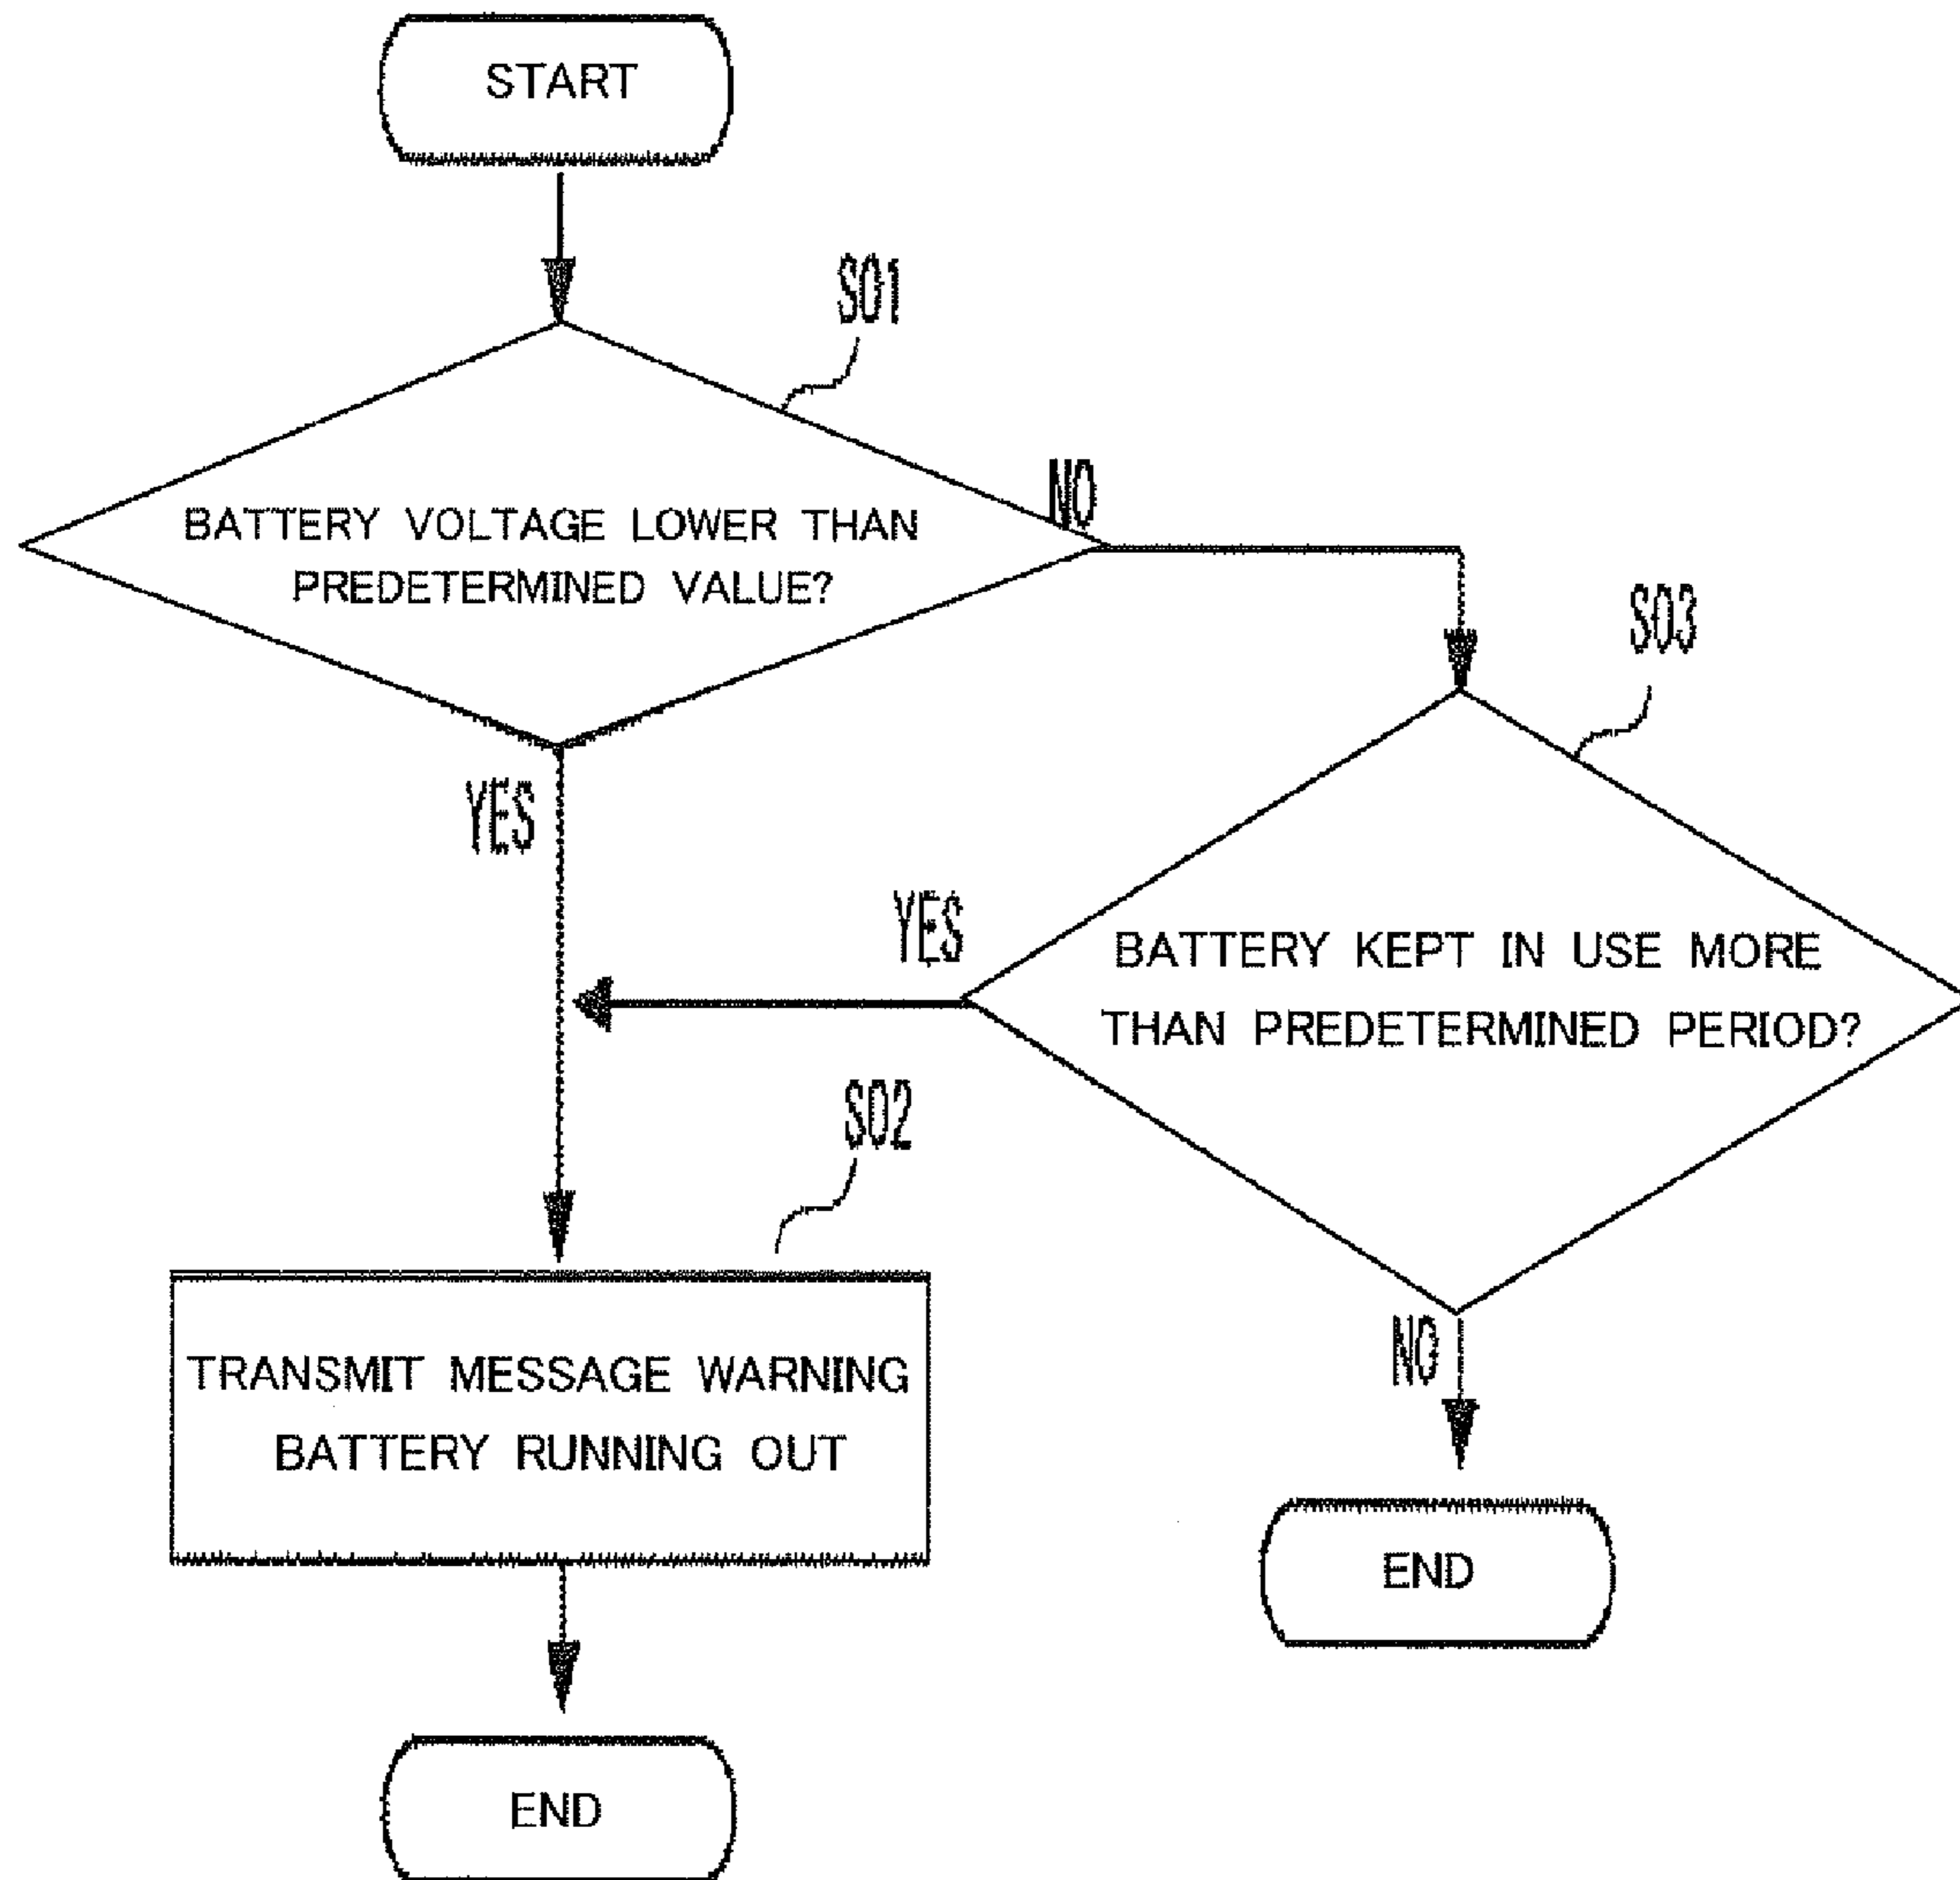 START
S01
NO
BATTERY VOLTAGE LOWER THAN
PREDETERMINED VALUE?
S03
YES
YES
BATTERY KEPT IN USE MORE
THAN PREDETERMINED PERIOD?
S02
NO
TRANSMIT MESSAGE WARNING
BATTERY RUNNING OUT
END
END